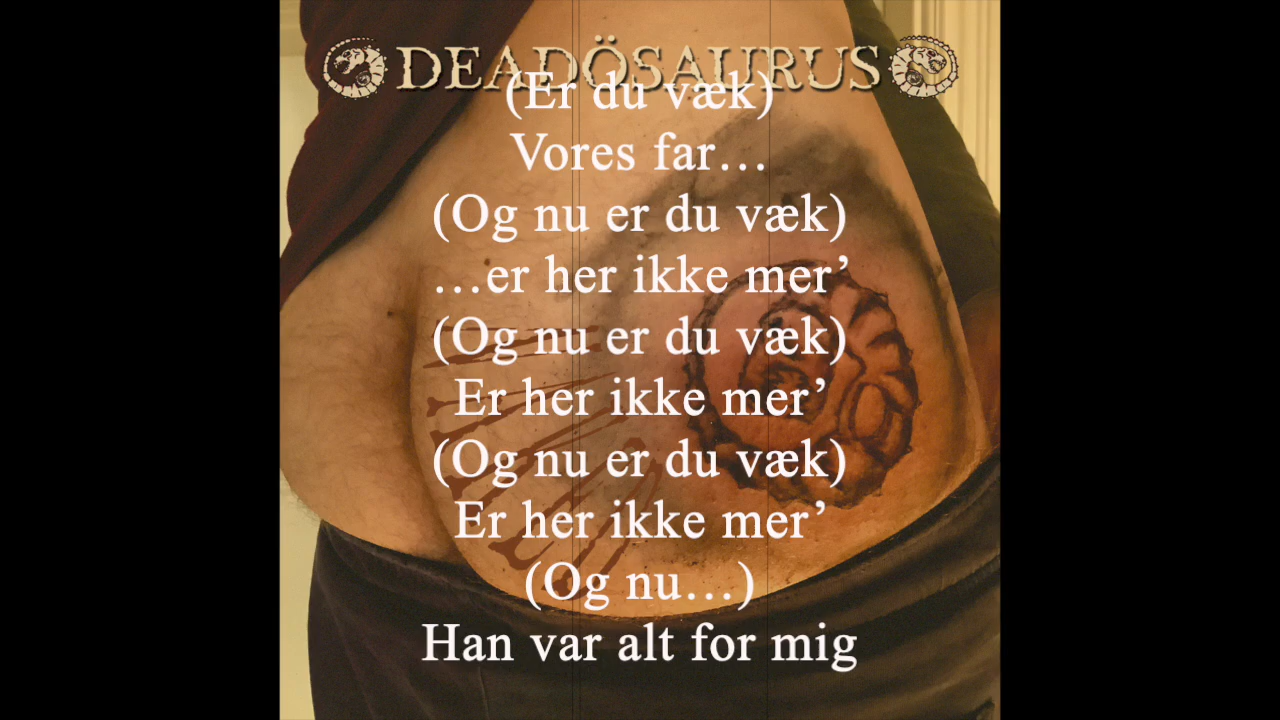 DEADÖSAURUS
(Er du væk)
Vores far…
(Og nu er du væk)
…er her ikke mer’
(Og nu er du væk)
Er her ikke mer’
(Og nu er du væk)
Er her ikke mer’
(Og nu…)
Han var alt for mig